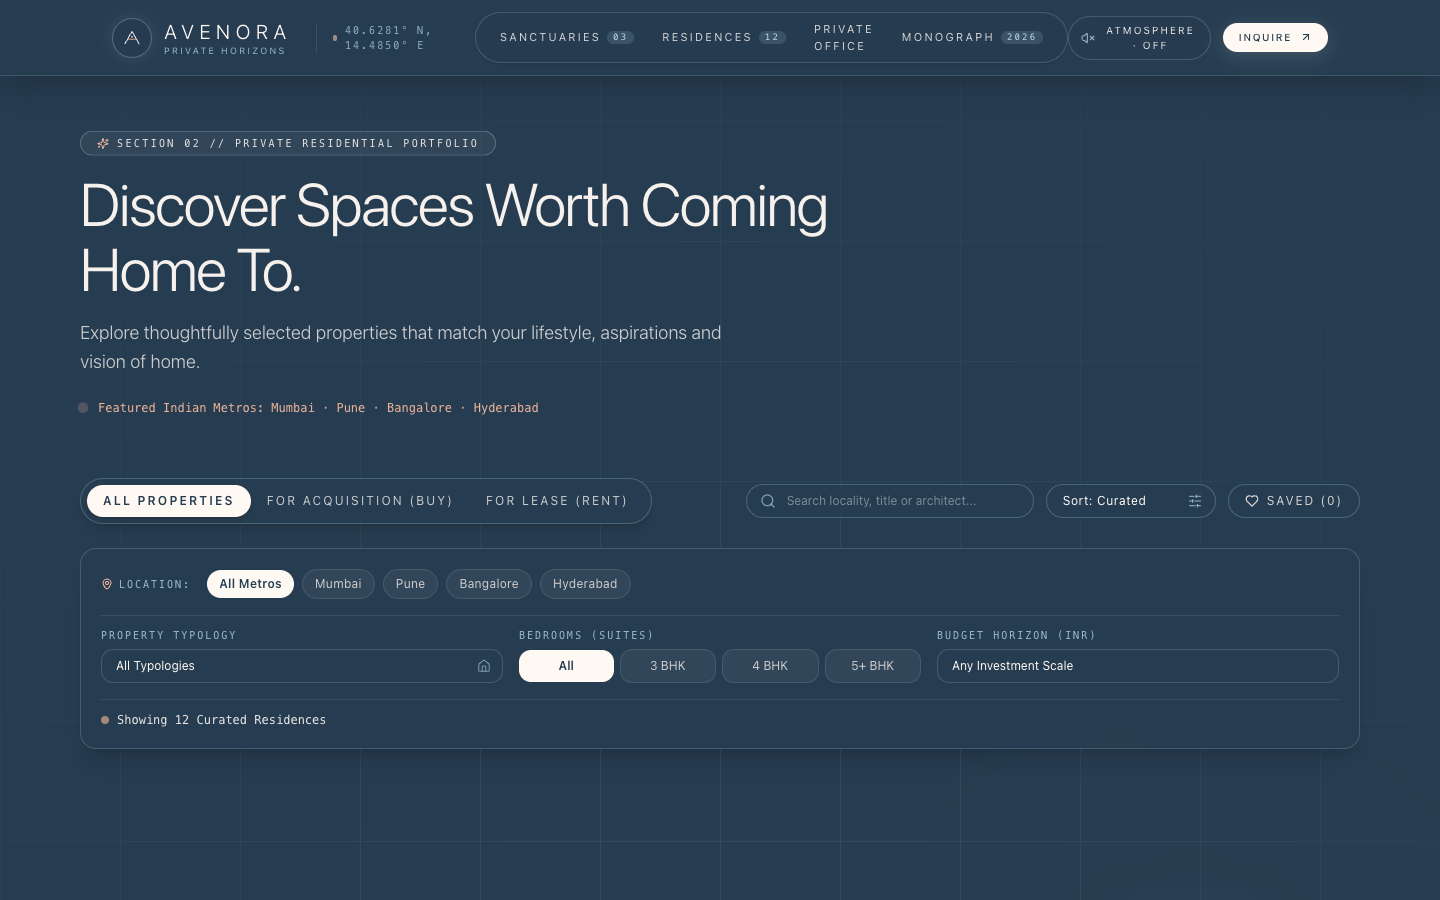 AVENORA
PRIVATE HORIZONS
40.6281° N,
14.4850° E
SANCTUARIES 03
RESIDENCES 12
PRIVATE
OFFICE
MONOGRAPH 2026
ATMOSPHERE
· OFF
INQUIRE
SECTION 02 // PRIVATE RESIDENTIAL PORTFOLIO
Discover Spaces Worth Coming
Home To.
Explore thoughtfully selected properties that match your lifestyle, aspirations and
vision of home.
Featured Indian Metros: Mumbai · Pune · Bangalore · Hyderabad
ALL PROPERTIES
FOR ACQUISITION (BUY)
FOR LEASE (RENT)
Search locality, title or architect...
Sort: Curated
SAVED (0)
LOCATION:
All Metros
Mumbai
Pune
Bangalore
Hyderabad
PROPERTY TYPOLOGY
All Typologies
BEDROOMS (SUITES)
All
3 BHK
4 BHK
5+ BHK
BUDGET HORIZON (INR)
Any Investment Scale
Showing 12 Curated Residences